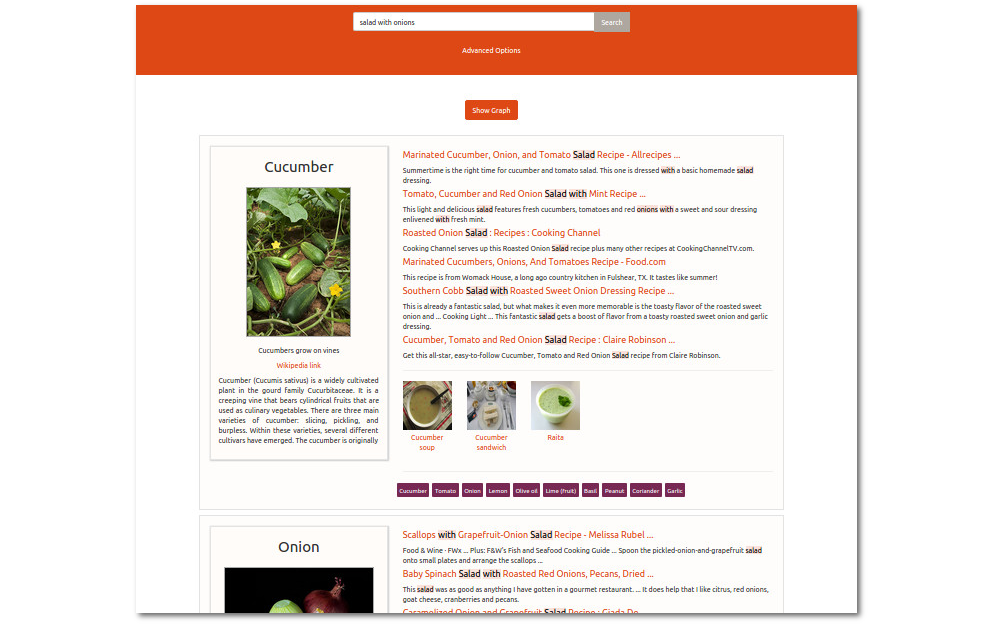 salad with onions
Search
Advanced Options
Show Graph
Cucumber
Cucumbers grow on vines
Wikipedia link
Cucumber (Cucumis sativus) is a widely cultivated
plant in the gourd family Cucurbitaceae. It is a
creeping vine that bears cylindrical fruits that are
used as culinary vegetables. There are three main
varieties of cucumber: slicing, pickling, and
burpless. Within these varieties, several different
cultivars have emerged. The cucumber is originally
Marinated Cucumber, Onion, and Tomato Salad Recipe - Allrecipes ...
Summertime is the right time for cucumber and tomato salad. This one is dressed with a basic homemade salad
dressing.
Tomato, Cucumber and Red Onion Salad with Mint Recipe ...
This light and delicious salad features fresh cucumbers, tomatoes and red onions with a sweet and sour dressing
enlivened with fresh mint.
Roasted Onion Salad : Recipes : Cooking Channel
Cooking Channel serves up this Roasted Onion Salad recipe plus many other recipes at CookingChannelTV.com.
Marinated Cucumbers, Onions, And Tomatoes Recipe - Food.com
This recipe is from Womack House, a long ago country kitchen in Fulshear, TX. It tastes like summer!
Southern Cobb Salad with Roasted Sweet Onion Dressing Recipe ...
This is already a fantastic salad, but what makes it even more memorable is the toasty flavor of the roasted sweet
onion and ... Cooking Light ... This fantastic salad gets a boost of flavor from a toasty roasted sweet onion and garlic
dressing.
Cucumber, Tomato and Red Onion Salad Recipe : Claire Robinson ...
Get this all-star, easy-to-follow Cucumber, Tomato and Red Onion Salad recipe from Claire Robinson.
Cucumber
soup
Cucumber
sandwich
Raita
Cucumber Tomato Onion Lemon Olive oil Lime (fruit) Basil Peanut Coriander Garlic
Onion
Scallops with Grapefruit-Onion Salad Recipe - Melissa Rubel ...
Food & Wine · FWx ... Plus: F&W's Fish and Seafood Cooking Guide ... Spoon the pickled-onion-and-grapefruit salad
onto small plates and arrange the scallops ...
Baby Spinach Salad with Roasted Red Onions, Pecans, Dried ...
This salad was as good as anything I have gotten in a gourmet restaurant. ... It does help that I like citrus, red onions,
goat cheese, cranberries and pecans.
Caramelized Onion and Grapefruit Salad Recipe : Giada De